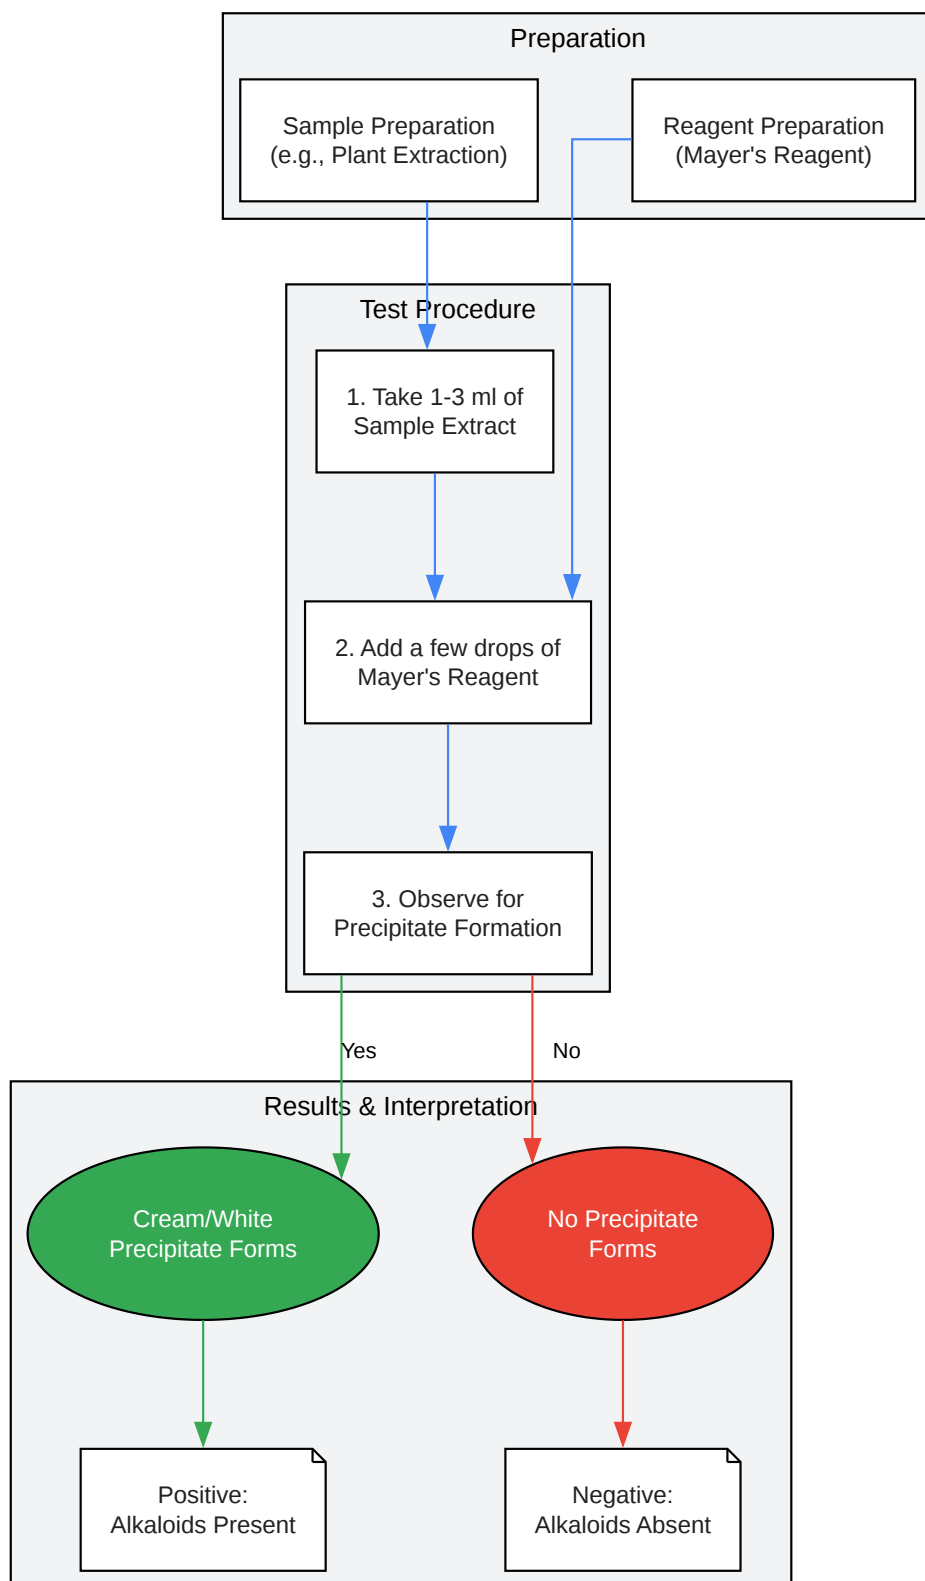 Preparation
Sample Preparation
(e.g., Plant Extraction)
Reagent Preparation
(Mayer's Reagent)
Test Procedure
1. Take 1-3 ml of
Sample Extract
2. Add a few drops of
Mayer's Reagent
3. Observe for
Precipitate Formation
Yes
No
Results & Interpretation
Cream/White
Precipitate Forms
No Precipitate
Forms
Positive:
Alkaloids Present
Negative:
Alkaloids Absent